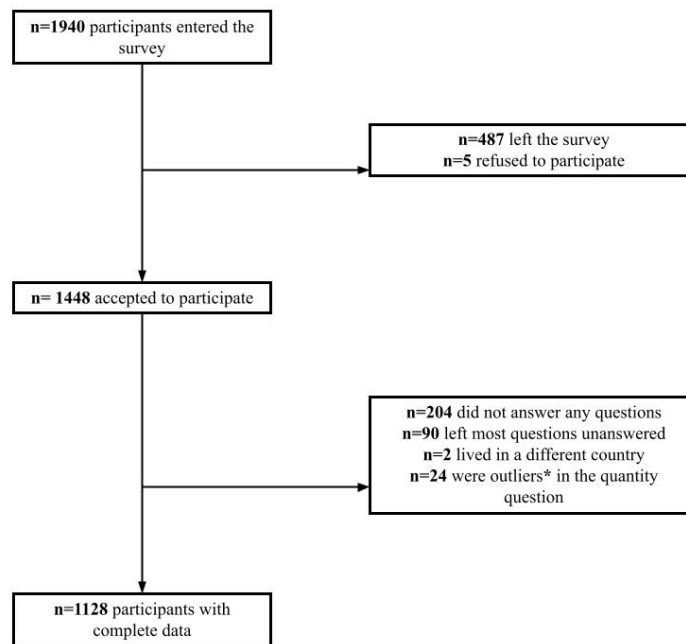 n=1940 participants entered the
survey
n=487 left the survey
n=5 refused to participate
n= 1448 accepted to participate
n=204 did not answer any questions
n=90 left most questions unanswered
n=2 lived in a different country
n=24 were outliers* in the quantity
question
n=1128 participants with
complete data